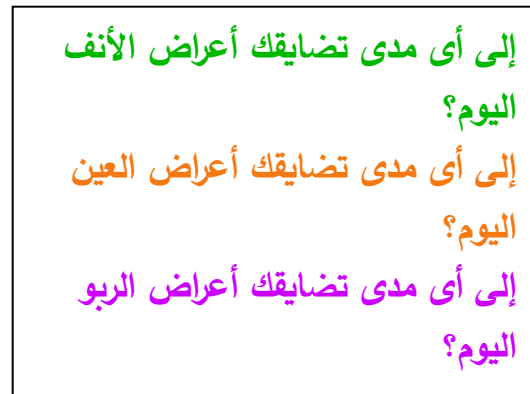 إلى أى مدى تضايقك أعراض الأنف
اليوم؟
إلى أى مدى تضايقك أعراض العين
اليوم؟
إلى أى مدى تضايقك أعراض الربو
اليوم؟